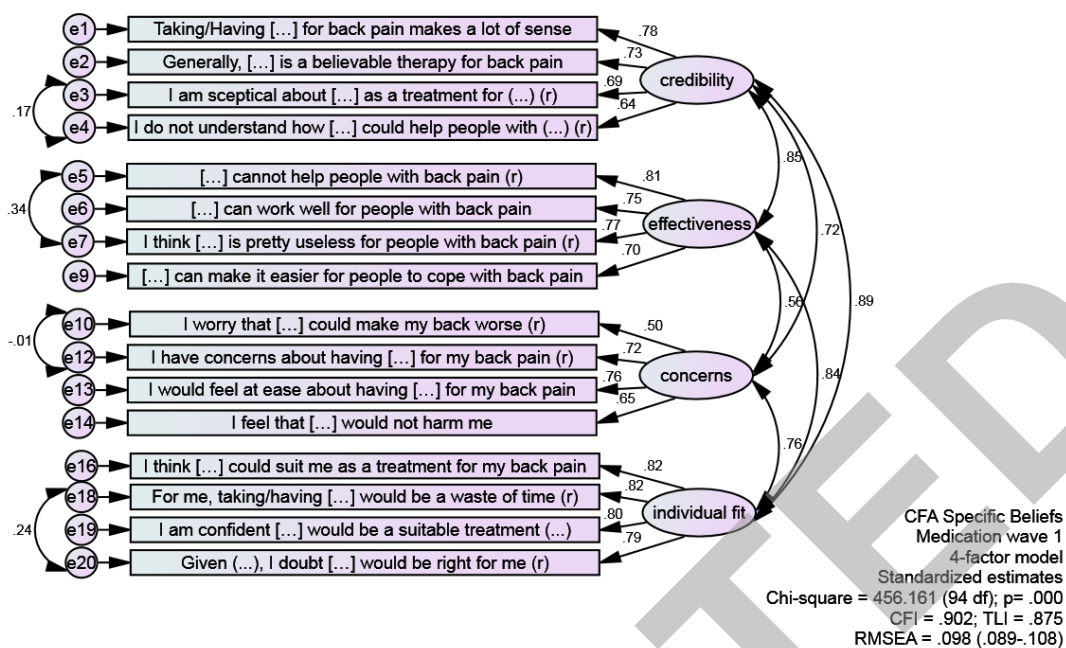 e1 Taking/Having [...] for back pain makes a lot of sense .78
e2 Generally, [...] is a believable therapy for back pain .73
credibility
e3 I am sceptical about [...] as a treatment for (...) (r) .69
.17
e4 I do not understand how [...] could help people with (...) (r) .64
.85
e5 [...] cannot help people with back pain (r) .81
e6 [...] can work well for people with back pain .75
.34
effectiveness
e7 I think [...] is pretty useless for people with back pain (r) .77
.72
e9 [...] can make it easier for people to cope with back pain .70
.56
.89
e10 I worry that [...] could make my back worse (r) .50
-.01
e12 I have concerns about having [...] for my back pain (r) .72
concerns
.84
e13 I would feel at ease about having [...] for my back pain .76
e14 I feel that [...] would not harm me .65
.76
e16 I think [...] could suit me as a treatment for my back pain .82
e18 For me, taking/having [...] would be a waste of time (r) .82
individual fit
.24
e19 I am confident [...] would be a suitable treatment (...) .80
e20 Given (...), I doubt [...] would be right for me (r) .79
CFA Specific Beliefs
Medication wave 1
4-factor model
Standardized estimates
Chi-square = 456.161 (94 df); p= .000
CFI = .902; TLI = .875
RMSEA = .098 (.089-.108)
TED